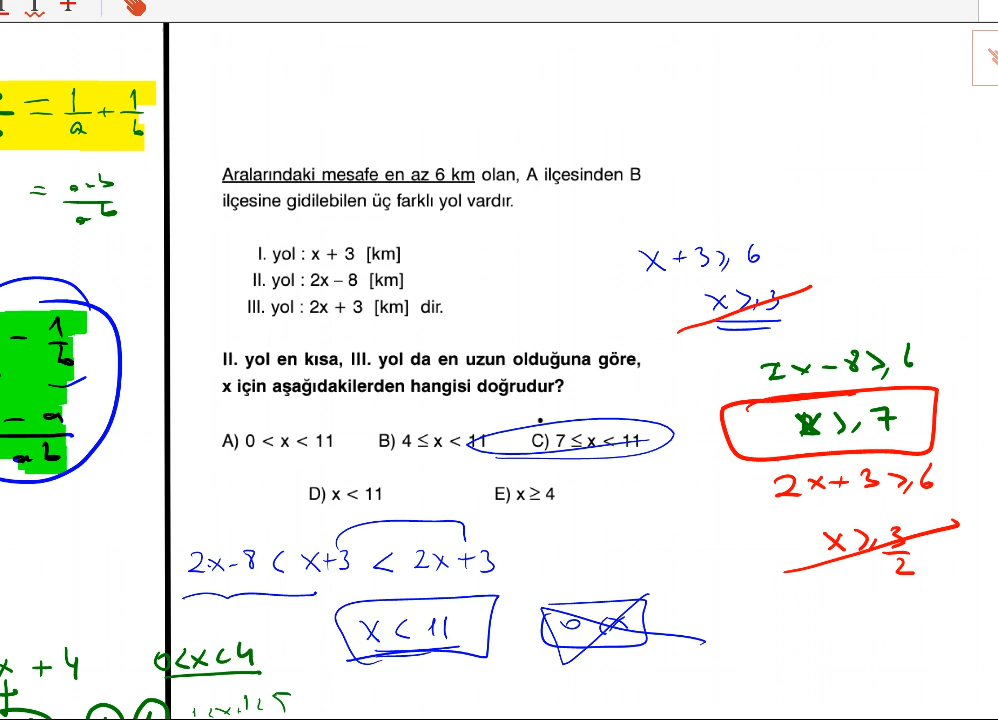 = 1/a + 1/b
=
Aralarındaki mesafe en az 6 km olan, A ilçesinden B
ilçesine gidilebilen üç farklı yol vardır.
I. yol : x + 3 [km]
II. yol : 2x – 8 [km]
III. yol : 2x + 3 [km] dir.
x + 3 ≥ 6
x ≥ 3
II. yol en kısa, III. yol da en uzun olduğuna göre,
x için aşağıdakilerden hangisi doğrudur?
2x – 8 ≥ 6
x ≥ 7
A) 0 < x < 11 B) 4 ≤ x < 11 C) 7 ≤ x < 11
D) x < 11 E) x ≥ 4
2x + 3 ≥ 6
x ≥ 3/2
– 1/b
– a
ab
2x – 8 < x + 3 < 2x + 3
x < 11
x + 4
0 < x < 4